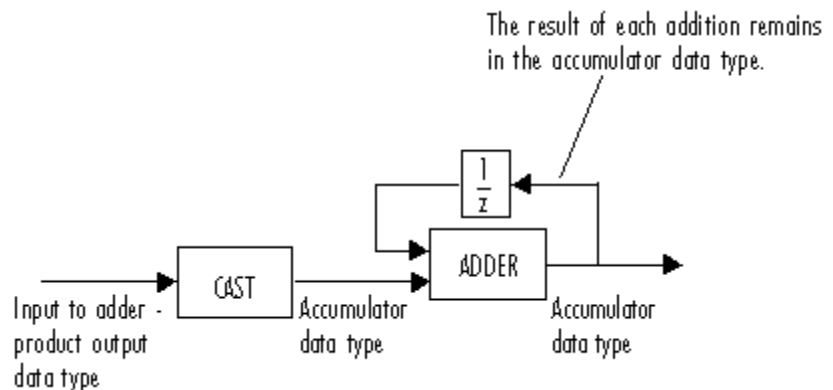 The result of each addition remains
in the accumulator data type.
1
z
ADDER
CAST
Input to adder -
product output
data type
Accumulator
data type
Accumulator
data type